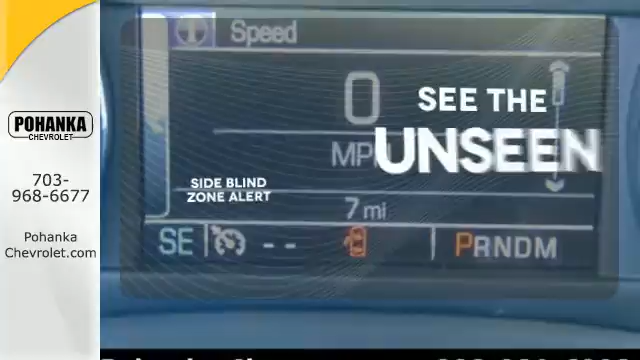 POHANKA
CHEVROLET
703-
968-6677
Pohanka
Chevrolet.com
Speed
0
MP
SEE THE
UNSEEN
SIDE BLIND
ZONE ALERT
7 mi
SE -- PRNDM